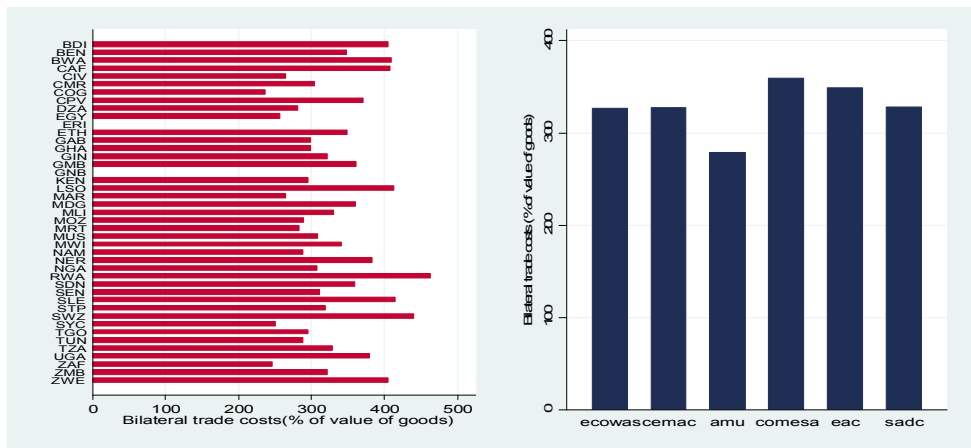 BDI
BEN
BWA
CAF
CIV
CMR
COG
CPV
DZA
EGY
ERI
ETH
GAB
GHA
GIN
GMB
GNB
KEN
LSO
MAR
MDG
MLI
MOZ
MRT
MUS
MWI
NAM
NER
NGA
RWA
SDN
SEN
SLE
STP
SWZ
SYC
TGO
TUN
TZA
UGA
ZAF
ZMB
ZWE
0 100 200 300 400 500
Bilateral trade costs(% of value of goods)
Bilateral trade costs (% of value of goods)
400
300
200
100
0
ecowas cemac amu comesa eac sadc